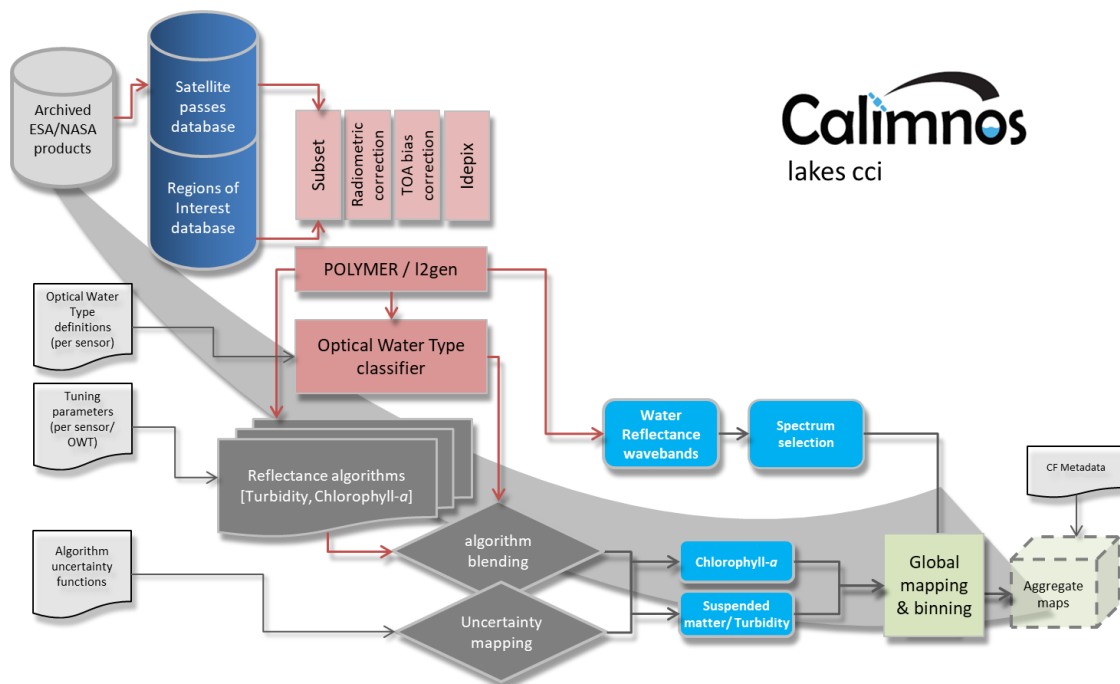 Archived
ESA/NASA
products
Satellite
passes
database
Regions of
Interest
database
Subset
Radiometric
correction
TOA bias
correction
Idepix
Calimnos
lakes cci
POLYMER / l2gen
Optical Water
Type
definitions
(per sensor)
Optical Water Type
classifier
Tuning
parameters
(per sensor/
OWT)
Reflectance algorithms
[Turbidity, Chlorophyll-a]
Water
Reflectance
wavebands
Spectrum
selection
CF Metadata
Algorithm
uncertainty
functions
algorithm
blending
Uncertainty
mapping
Chlorophyll-a
Suspended
matter/ Turbidity
Global
mapping
& binning
Aggregate
maps